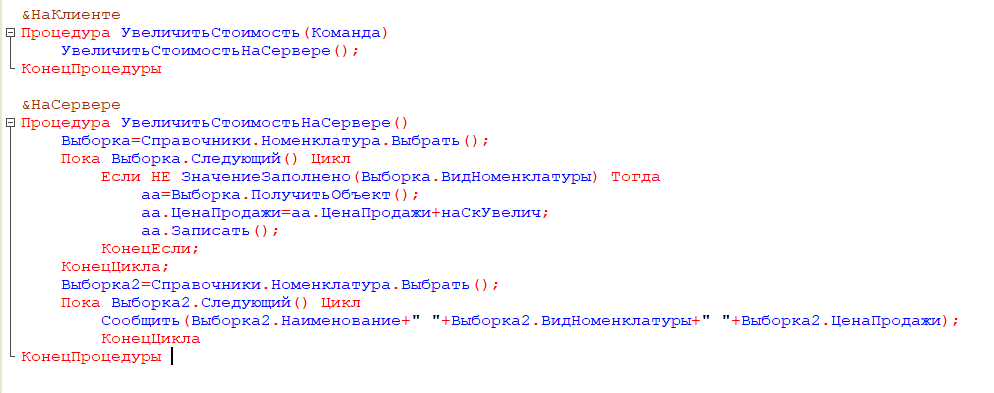 &НаКлиенте
Процедура УвеличитьСтоимость(Команда)
УвеличитьСтоимостьНаСервере();
КонецПроцедуры
&НаСервере
Процедура УвеличитьСтоимостьНаСервере()
Выборка=Справочники.Номенклатура.Выбрать();
Пока Выборка.Следующий() Цикл
Если НЕ ЗначениеЗаполнено(Выборка.ВидНоменклатуры) Тогда
аа=Выборка.ПолучитьОбъект();
аа.ЦенаПродажи=аа.ЦенаПродажи+наСкУвелич;
аа.Записать();
КонецЕсли;
КонецЦикла;
Выборка2=Справочники.Номенклатура.Выбрать();
Пока Выборка2.Следующий() Цикл
Сообщить(Выборка2.Наименование+" "+Выборка2.ВидНоменклатуры+" "+Выборка2.ЦенаПродажи);
КонецЦикла
КонецПроцедуры